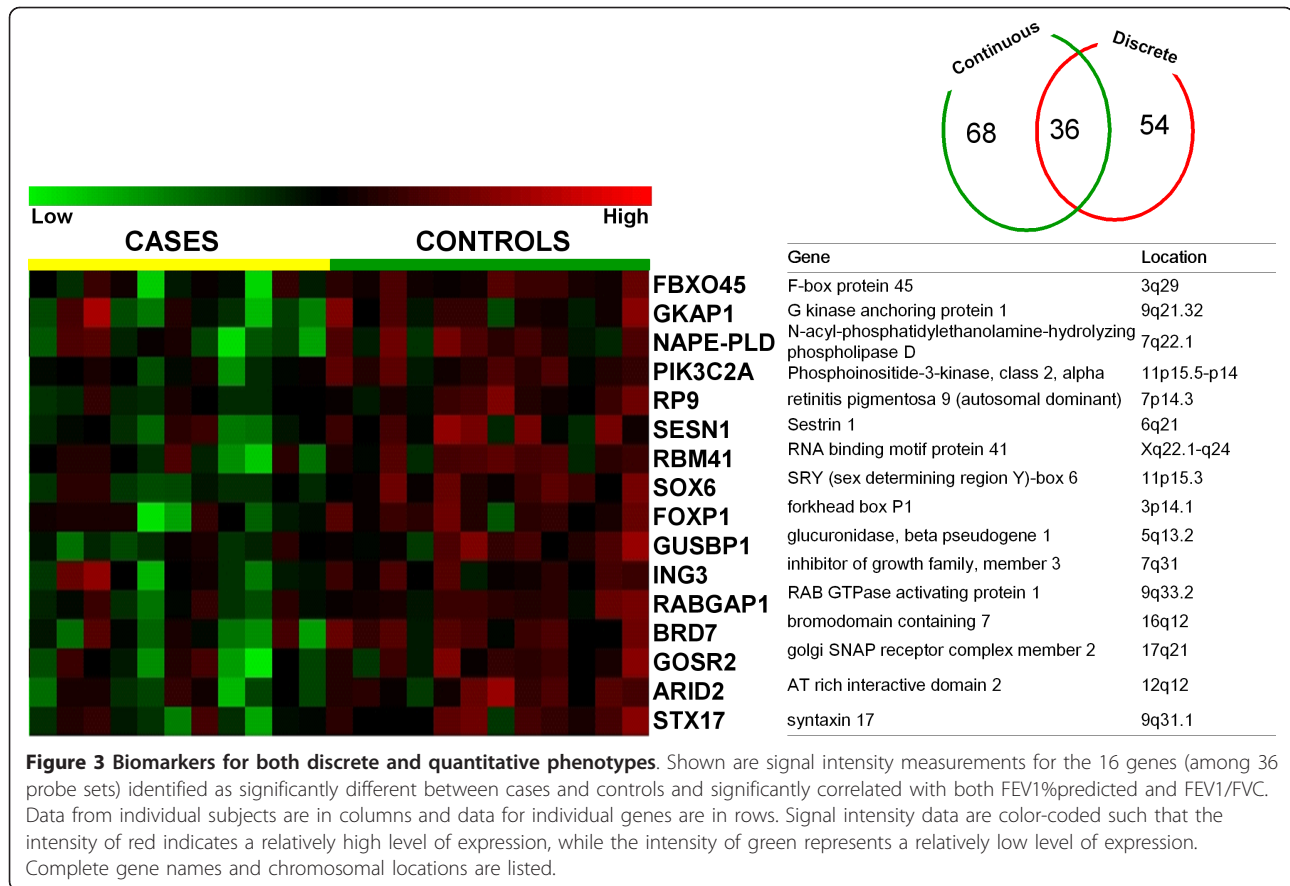 Continuous
Discrete
68
36
54
Low
High
CASES
CONTROLS
FBXO45
GKAP1
NAPE-PLD
PIK3C2A
RP9
SESN1
RBM41
SOX6
FOXP1
GUSBP1
ING3
RABGAP1
BRD7
GOSR2
ARID2
STX17
Gene Location
F-box protein 45 3q29
G kinase anchoring protein 1 9q21.32
N-acyl-phosphatidylethanolamine-hydrolyzing
phospholipase D 7q22.1
Phosphoinositide-3-kinase, class 2, alpha 11p15.5-p14
retinitis pigmentosa 9 (autosomal dominant) 7p14.3
Sestrin 1 6q21
RNA binding motif protein 41 Xq22.1-q24
SRY (sex determining region Y)-box 6 11p15.3
forkhead box P1 3p14.1
glucuronidase, beta pseudogene 1 5q13.2
inhibitor of growth family, member 3 7q31
RAB GTPase activating protein 1 9q33.2
bromodomain containing 7 16q12
golgi SNAP receptor complex member 2 17q21
AT rich interactive domain 2 12q12
syntaxin 17 9q31.1
Figure 3 Biomarkers for both discrete and quantitative phenotypes. Shown are signal intensity measurements for the 16 genes (among 36
probe sets) identified as significantly different between cases and controls and significantly correlated with both FEV1%predicted and FEV1/FVC.
Data from individual subjects are in columns and data for individual genes are in rows. Signal intensity data are color-coded such that the
intensity of red indicates a relatively high level of expression, while the intensity of green represents a relatively low level of expression.
Complete gene names and chromosomal locations are listed.